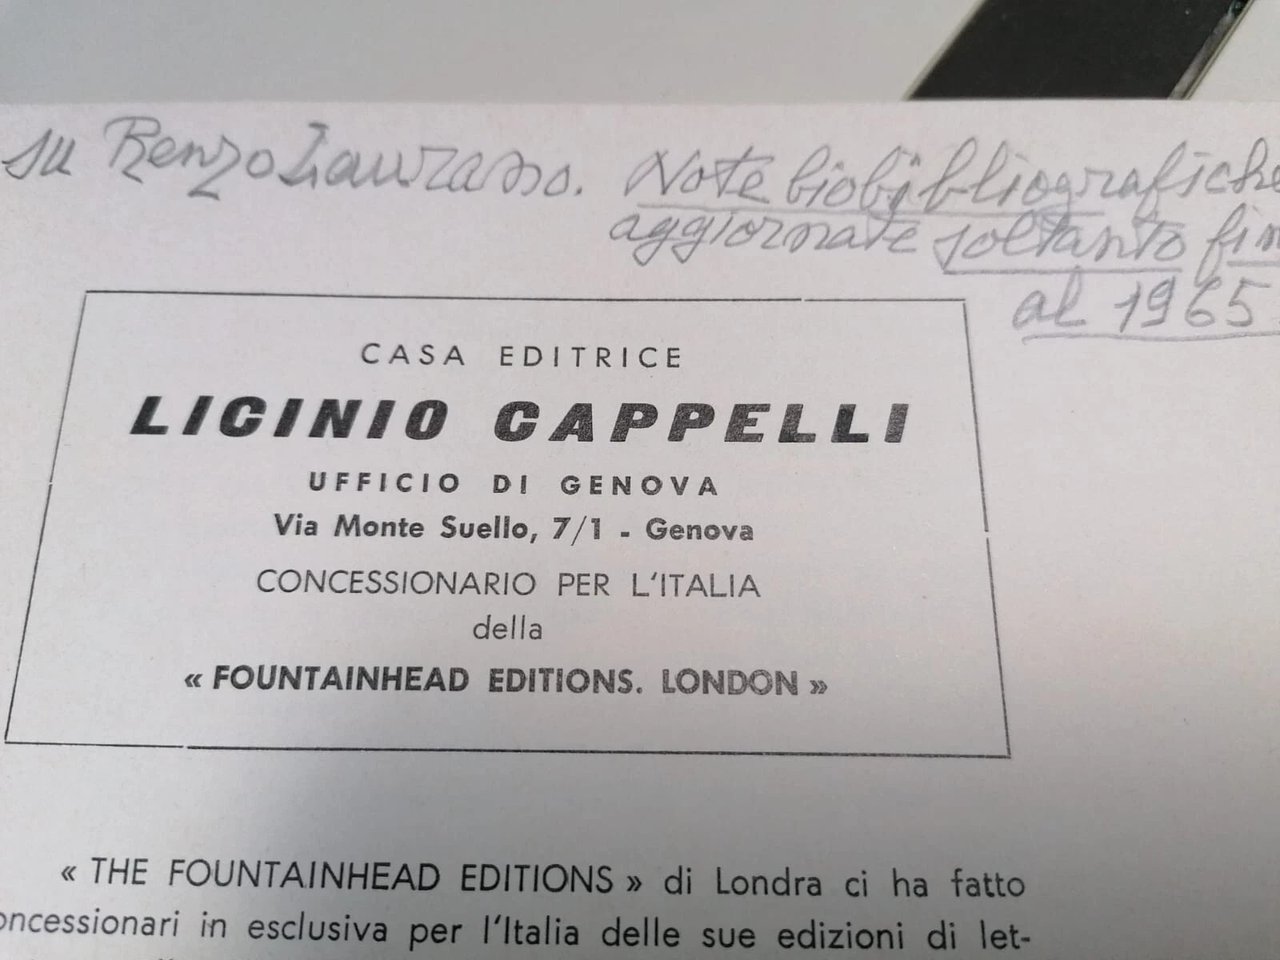 su Renzo Laurano. Note biobibliografiche
aggiornate soltanto fin
al 1965
CASA EDITRICE
LICINIO CAPPELLI
UFFICIO DI GENOVA
Via Monte Suello, 7/1 - Genova
CONCESSIONARIO PER L'ITALIA
della
« FOUNTAINHEAD EDITIONS. LONDON »
« THE FOUNTAINHEAD EDITIONS » di Londra ci ha fatto
oncessionari in esclusiva per l'Italia delle sue edizioni di let-